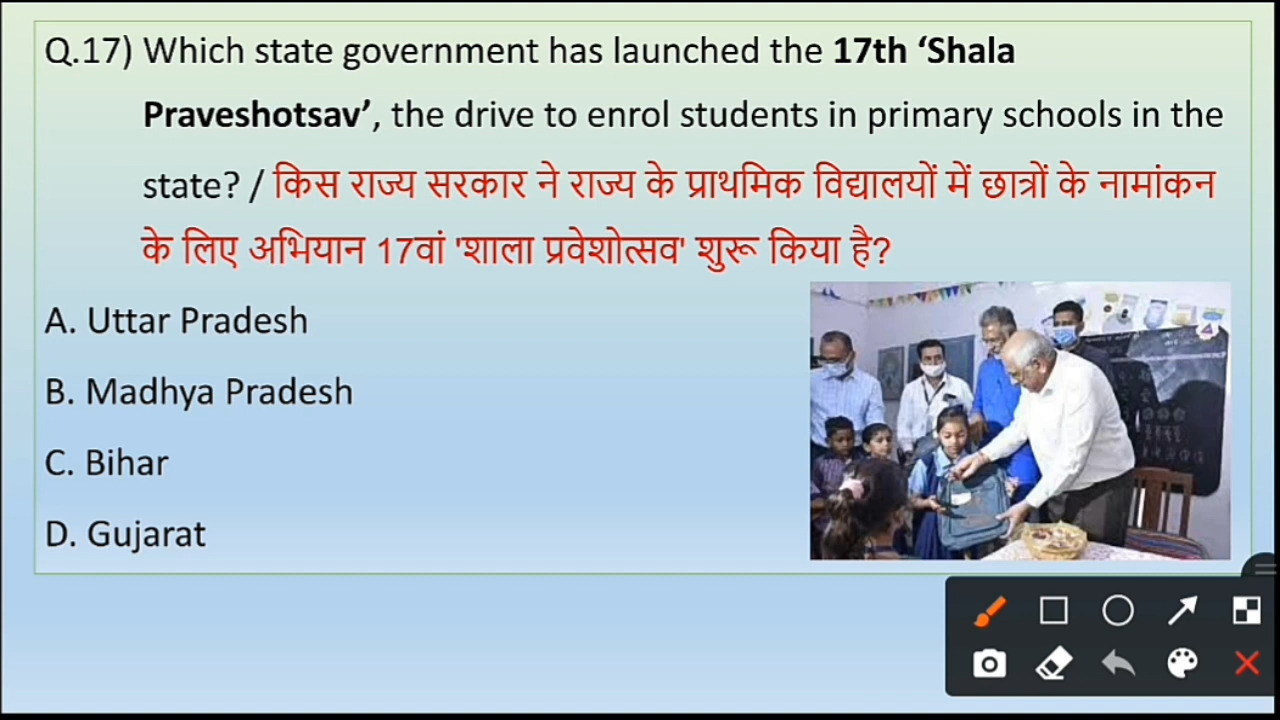 Q.17) Which state government has launched the 17th ‘Shala
Praveshotsav’, the drive to enrol students in primary schools in the
state? / किस राज्य सरकार ने राज्य के प्राथमिक विद्यालयों में छात्रों के नामांकन
के लिए अभियान 17वां 'शाला प्रवेशोत्सव' शुरू किया है?
A. Uttar Pradesh
B. Madhya Pradesh
C. Bihar
D. Gujarat